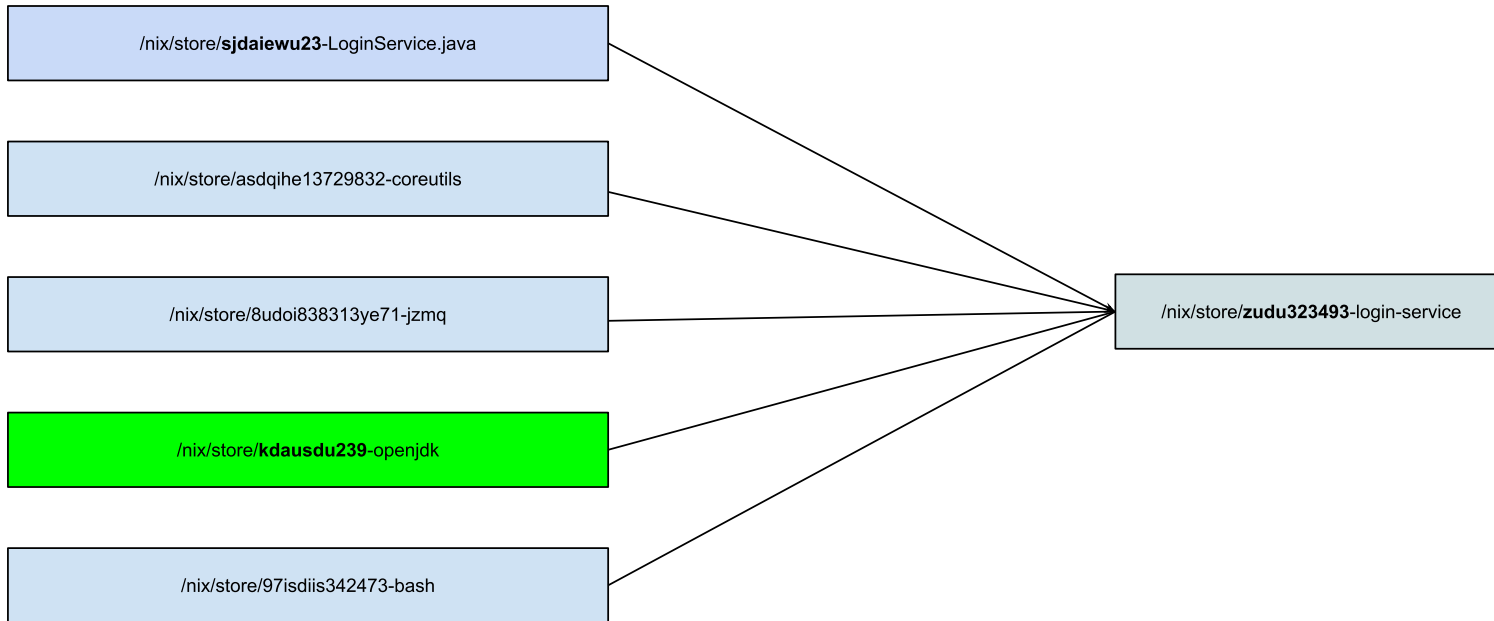 /nix/store/sjdaiewu23-LoginService.java
/nix/store/asdqihe13729832-coreutils
/nix/store/8udoi838313ye71-jzmq
/nix/store/zudu323493-login-service
/nix/store/kdausdu239-openjdk
/nix/store/97isdiis342473-bash